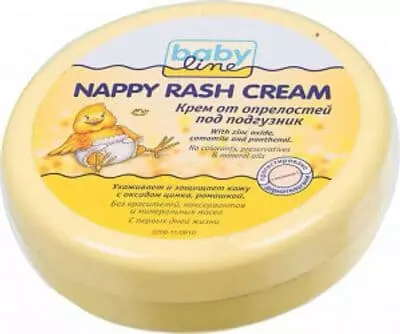 baby
line
NAPPY RASH CREAM
Крем от опрелостей
под подгузник
With zinc oxide,
camomile and panthenol.
No colorants, preservatives
& mineral oils
Ухаживает и защищает кожу
с оксидом цинка, ромашкой.
Без красителей, консервантов
и минеральных масел
С первых дней жизни